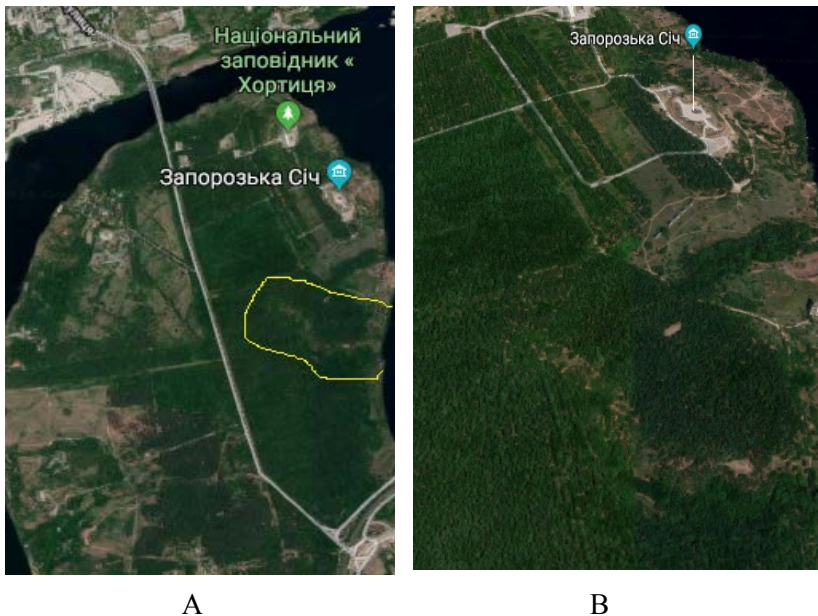 Національний
заповідник «
Хортиця»
Запорозька Січ
Запорозька Січ
A
B